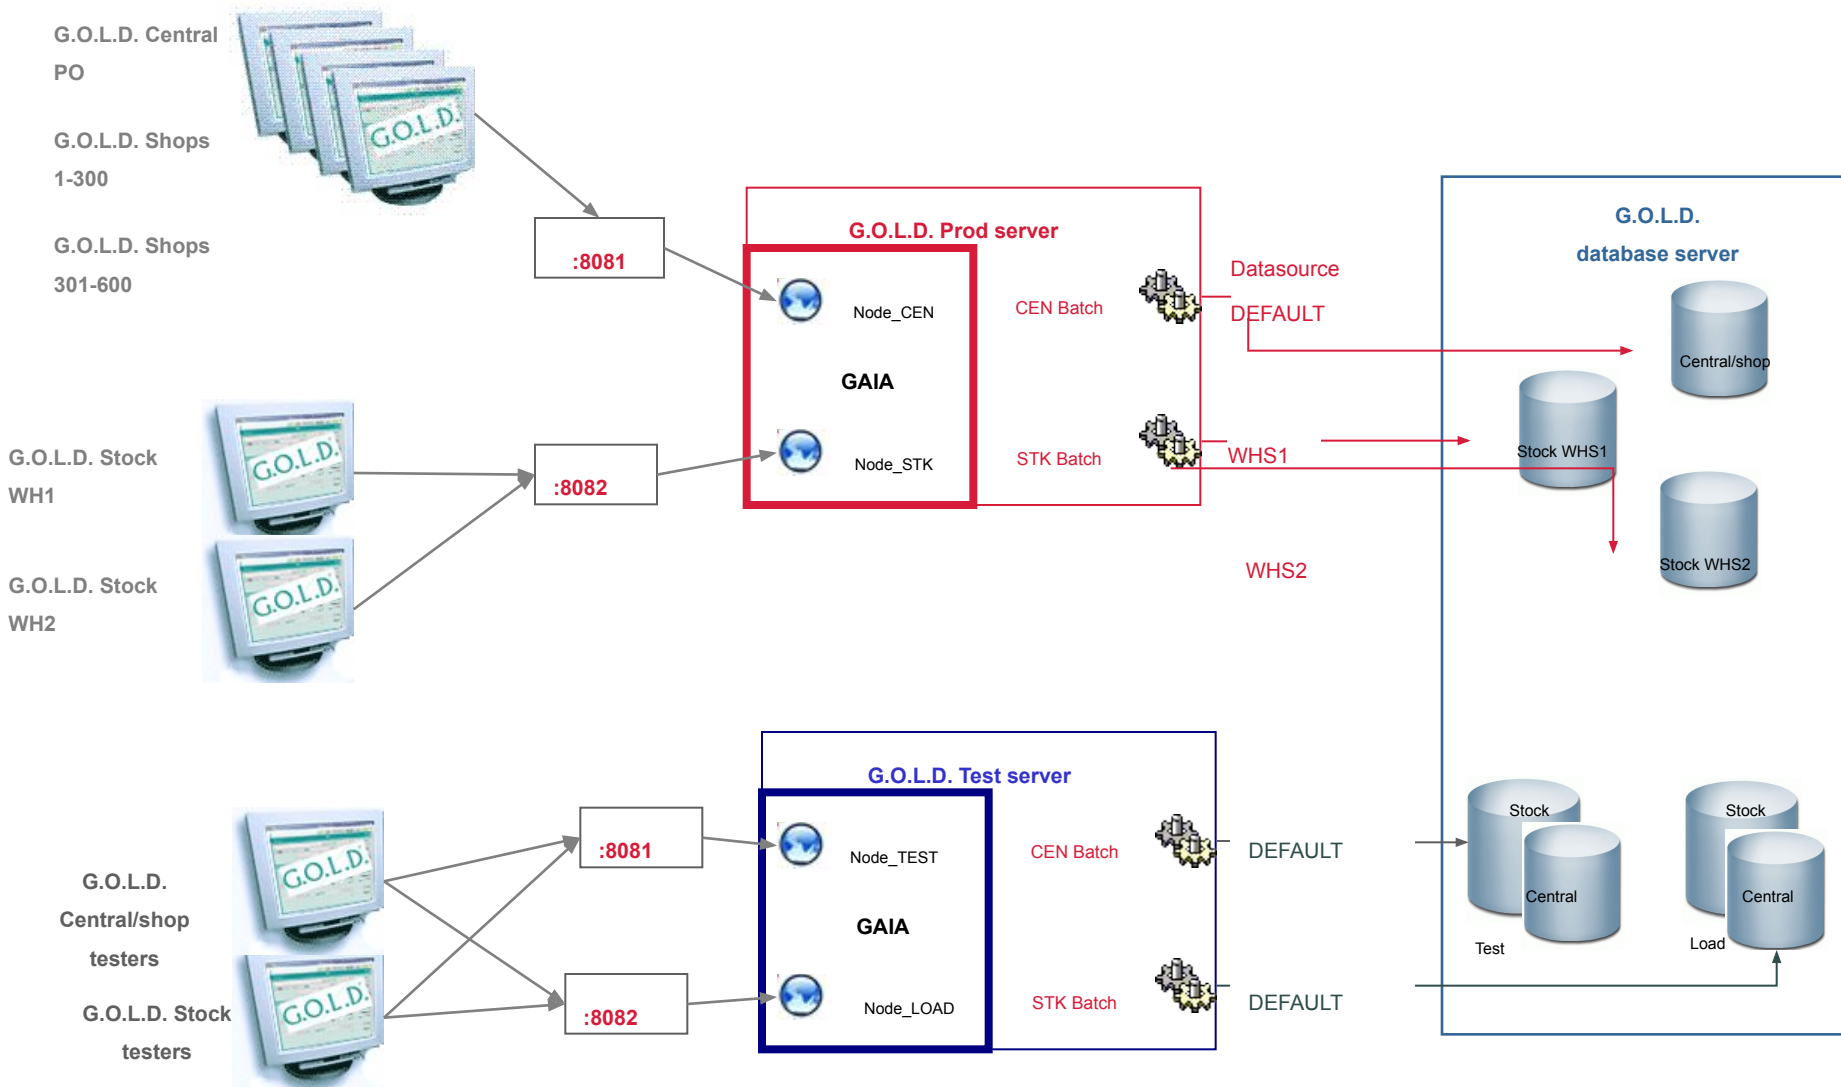 G.O.L.D. Central
PO
G.O.L.D. Shops
1-300
G.O.L.D. Shops
301-600
G.O.L.D.
:8081
G.O.L.D. Prod server
Node_CEN
CEN Batch
GAIA
Node_STK
STK Batch
Datasource
DEFAULT
WHS1
WHS2
G.O.L.D.
database server
Central/shop
Stock WHS1
Stock WHS2
G.O.L.D. Stock
WH1
G.O.L.D.
:8082
G.O.L.D. Stock
WH2
G.O.L.D.
G.O.L.D. Test server
:8081
Node_TEST
CEN Batch
DEFAULT
GAIA
G.O.L.D.
Central/shop
testers
G.O.L.D.
G.O.L.D. Stock
testers
G.O.L.D.
:8082
Node_LOAD
STK Batch
DEFAULT
Stock
Central
Test
Stock
Central
Load